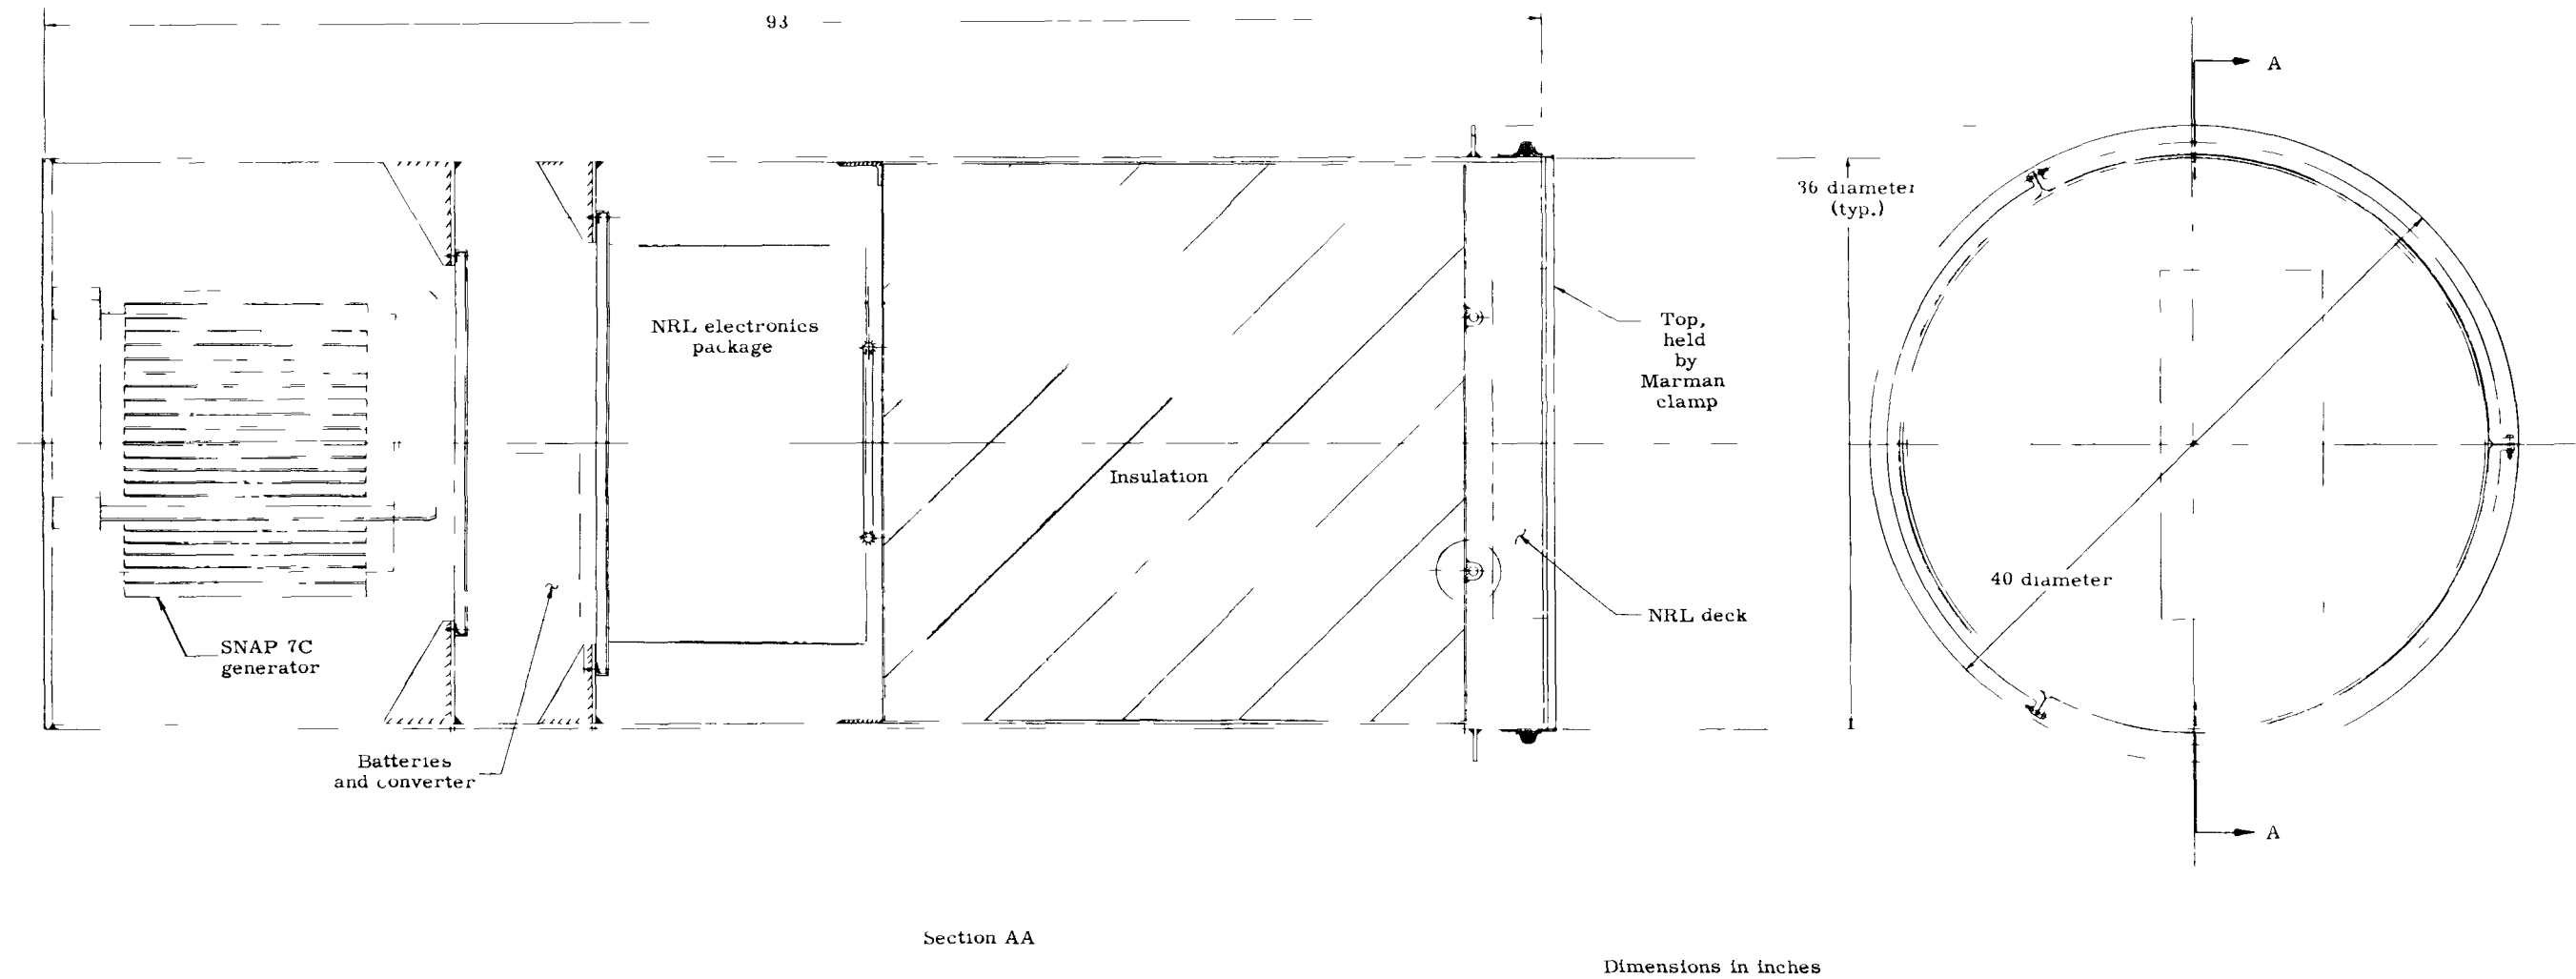 93
A
36 diameter
(typ.)
NRL electronics
package
Top,
held
by
Marman
clamp
Insulation
40 diameter
NRL deck
SNAP 7C
generator
Batteries
and converter
A
Section AA
Dimensions in inches